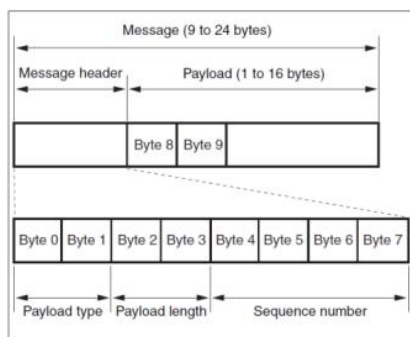 Message (9 to 24 bytes)
Message header Payload (1 to 16 bytes)
Byte 8 Byte 9
Byte 0 Byte 1 Byte 2 Byte 3 Byte 4 Byte 5 Byte 6 Byte 7
Payload type Payload length Sequence number